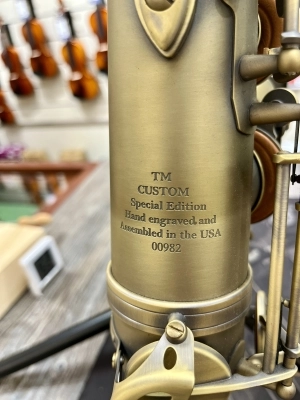 TM
CUSTOM
Special Edition
Hand engraved and
Assembled in the USA
00982